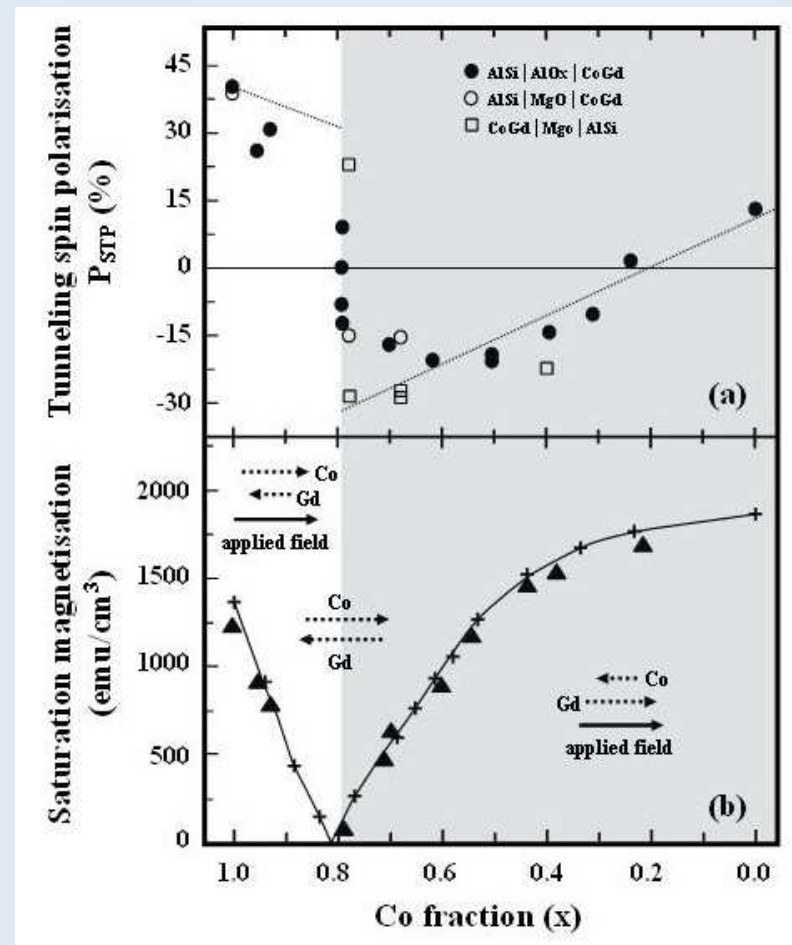 Tunneling spin polarisation
P_STP (%)
45
30
15
0
-15
-30
AlSi | AlOx | CoGd
AlSi | MgO | CoGd
CoGd | Mgo | AlSi
(a)
Saturation magnetisation
(emu/cm³)
2000
1500
1000
500
0
Co
Gd
applied field
Co
Gd
Co
Gd
applied field
(b)
1.0 0.8 0.6 0.4 0.2 0.0
Co fraction (x)